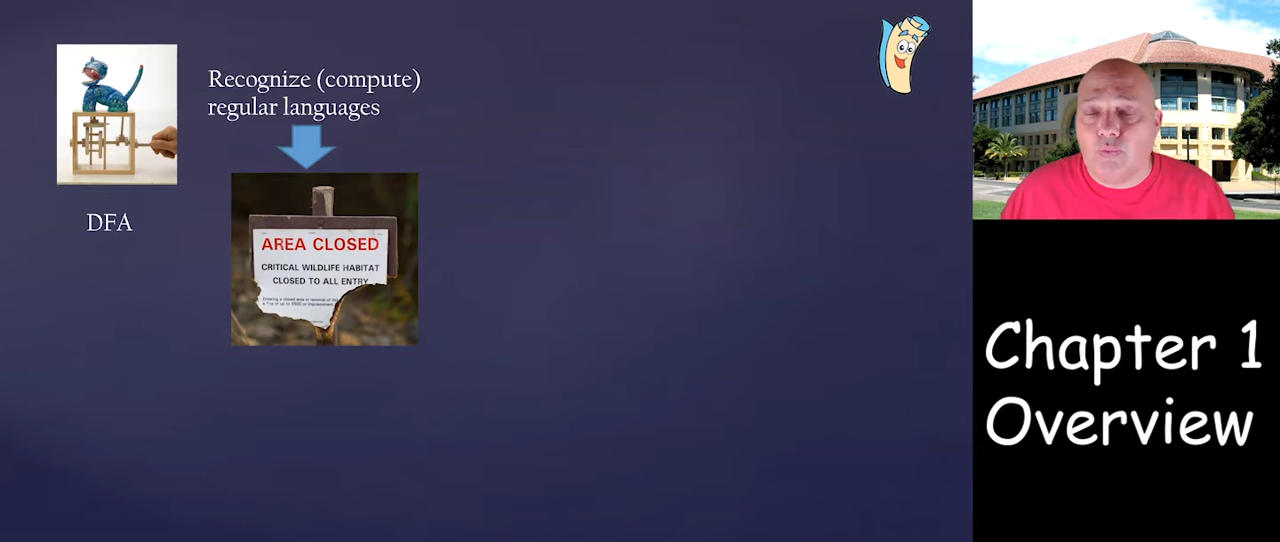 Recognize (compute)
regular languages
DFA
AREA CLOSED
CRITICAL WILDLIFE HABITAT
CLOSED TO ALL ENTRY
Chapter 1
Overview